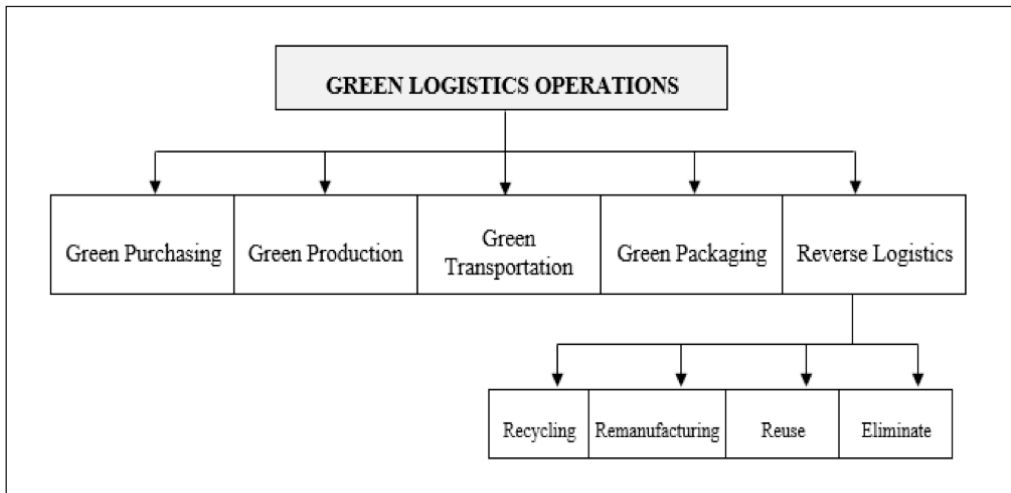 GREEN LOGISTICS OPERATIONS
Green Purchasing
Green Production
Green
Transportation
Green Packaging
Reverse Logistics
Recycling
Remanufacturing
Reuse
Eliminate